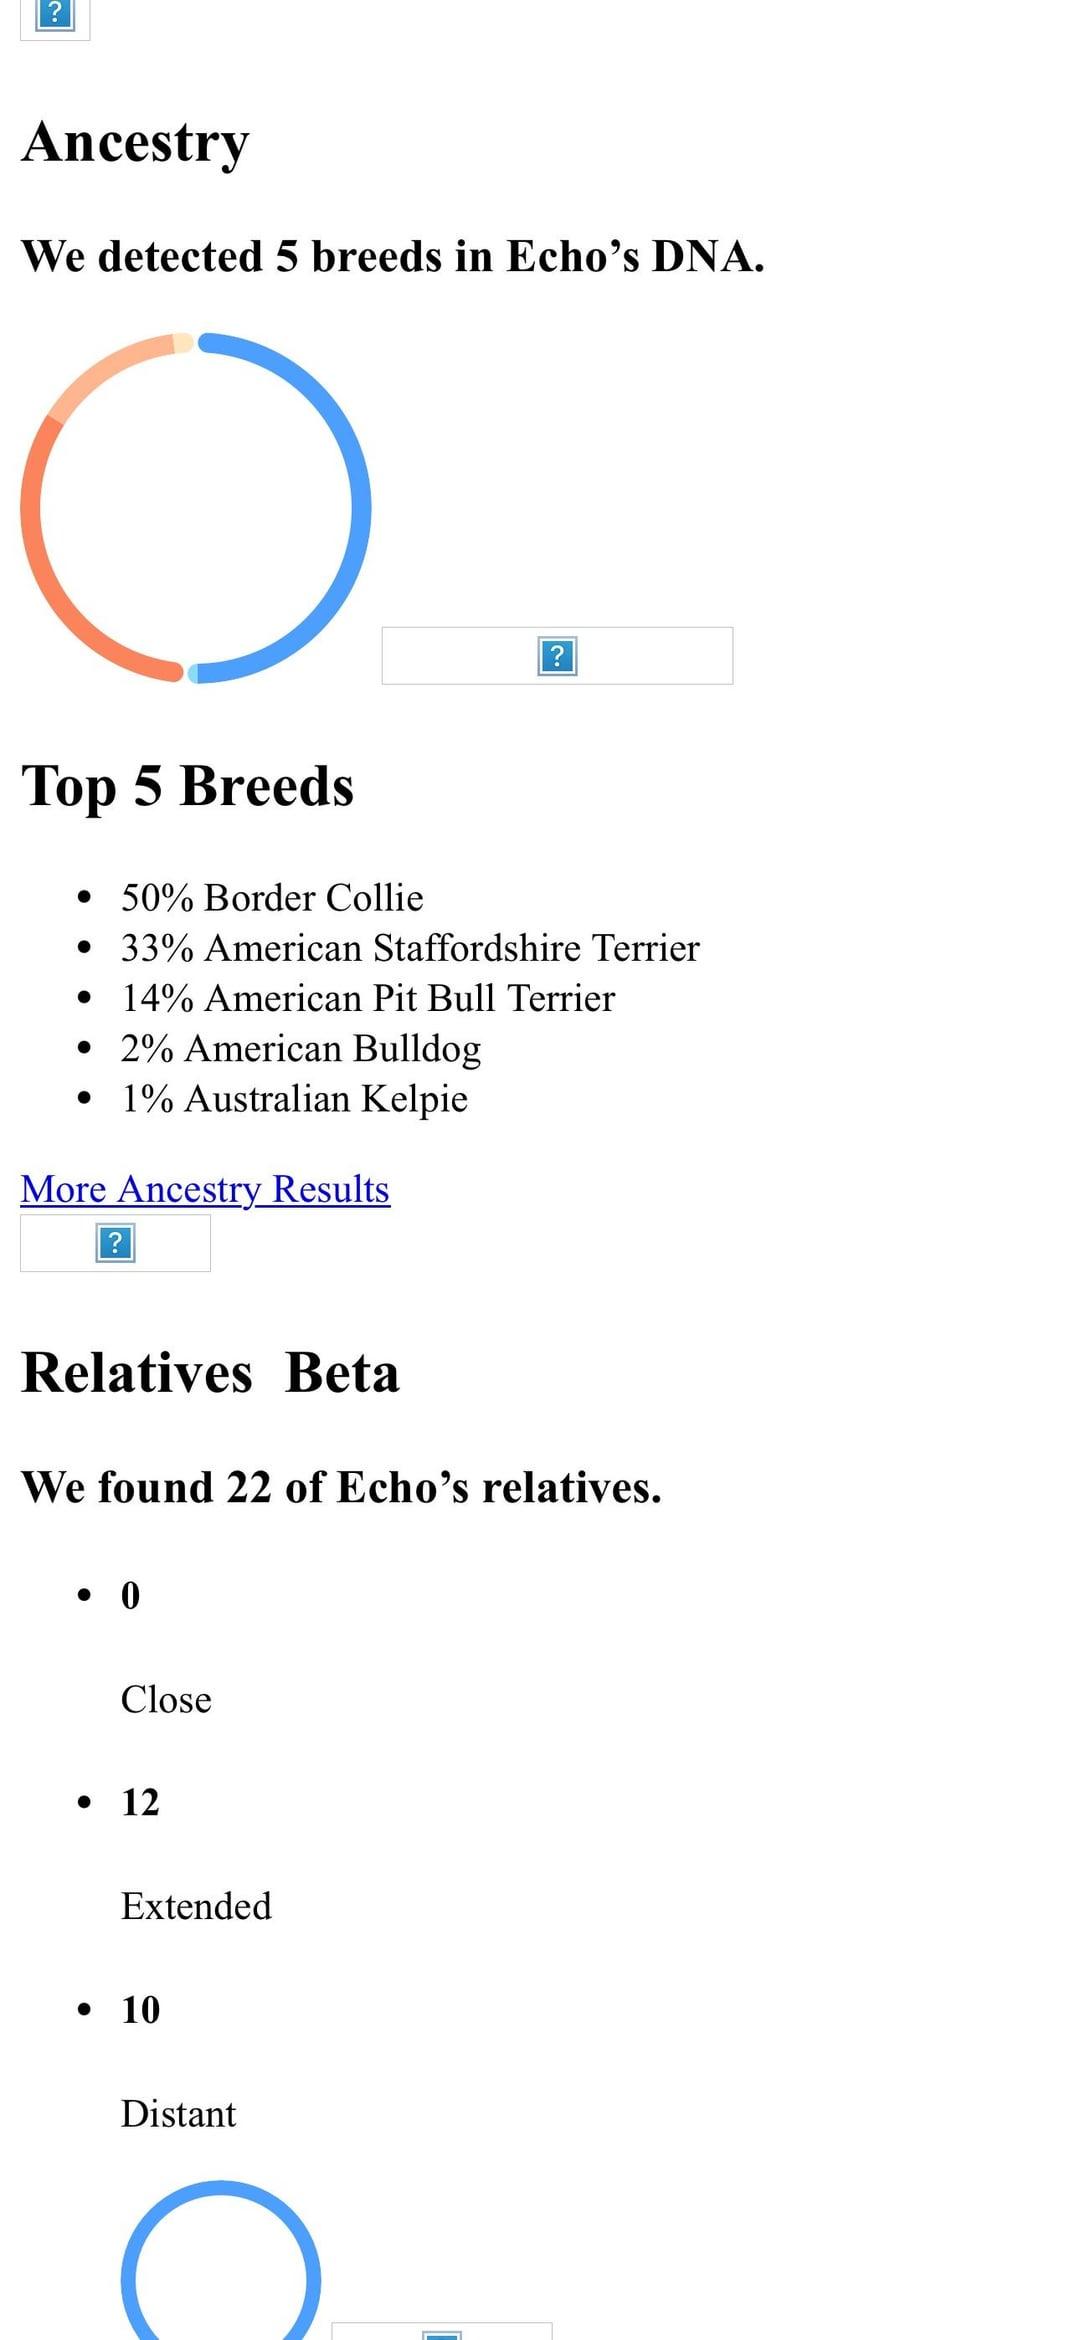 Ancestry
We detected 5 breeds in Echo’s DNA.
Top 5 Breeds
50% Border Collie
33% American Staffordshire Terrier
14% American Pit Bull Terrier
2% American Bulldog
1% Australian Kelpie
More Ancestry Results
Relatives Beta
We found 22 of Echo’s relatives.
0
Close
12
Extended
10
Distant